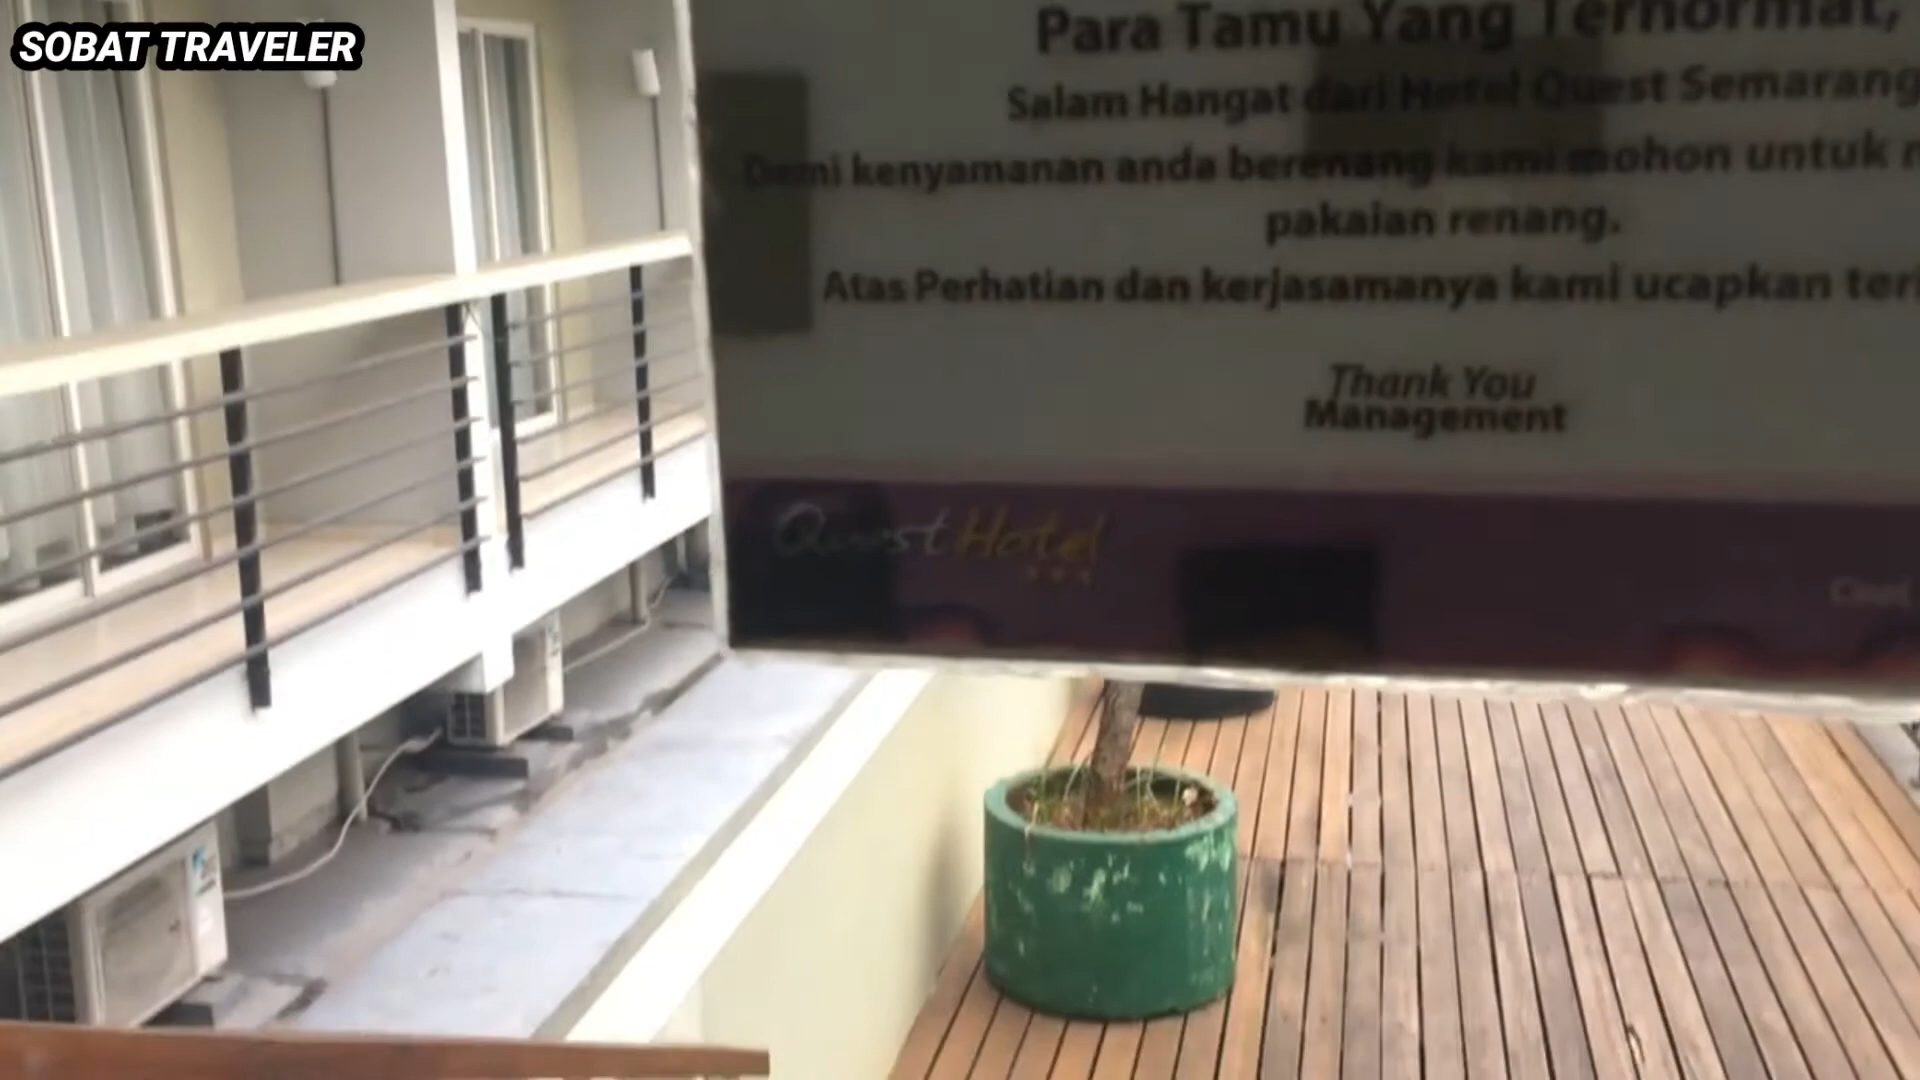 SOBAT TRAVELER
Para Tamu Yang Terhormat,
Salam Hangat dari Hotel Quest Semarang
Demi kenyamanan anda berenang kami mohon untuk
pakaian renang.
Atas Perhatian dan kerjasamanya kami ucapkan
Thank You
Management
Quest Hotel